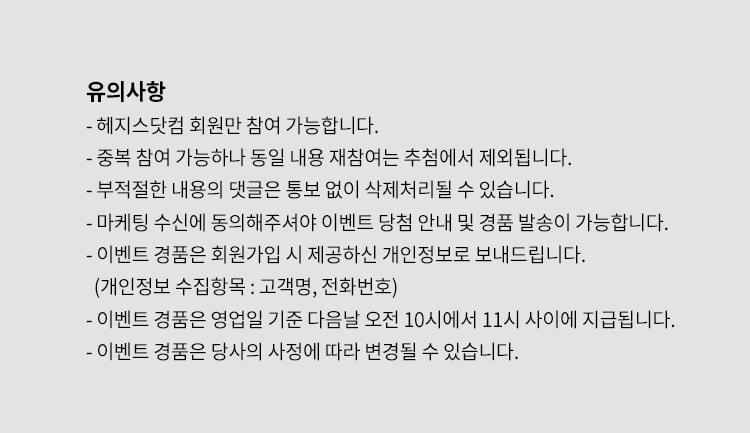 유의사항
- 헤지스닷컴 회원만 참여 가능합니다.
- 중복 참여 가능하나 동일 내용 재참여는 추첨에서 제외됩니다.
- 부적절한 내용의 댓글은 통보 없이 삭제처리될 수 있습니다.
- 마케팅 수신에 동의해주셔야 이벤트 당첨 안내 및 경품 발송이 가능합니다.
- 이벤트 경품은 회원가입 시 제공하신 개인정보로 보내드립니다.
(개인정보 수집항목 : 고객명, 전화번호)
- 이벤트 경품은 영업일 기준 다음날 오전 10시에서 11시 사이에 지급됩니다.
- 이벤트 경품은 당사의 사정에 따라 변경될 수 있습니다.